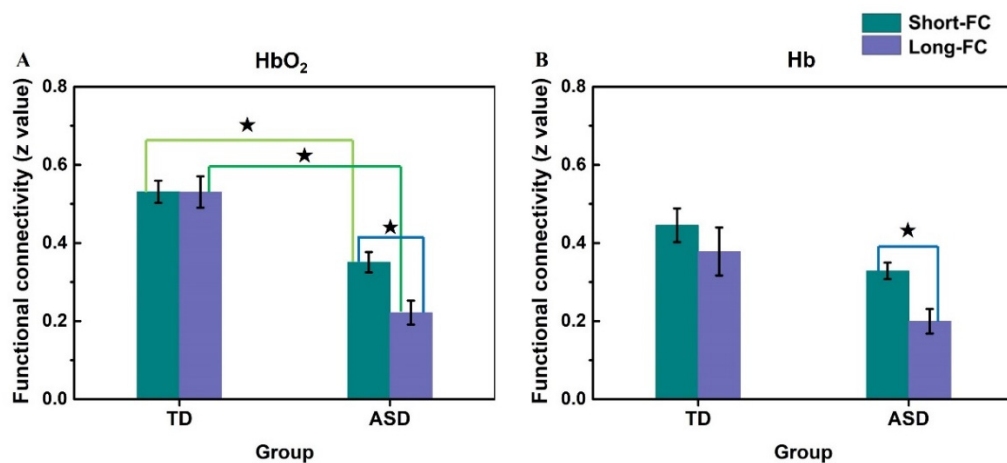 Short-FC
Long-FC
A
HbO₂
B
Hb
Functional connectivity (z value)
0.8
0.6
0.4
0.2
0.0
★
★
★
TD
ASD
Group
Functional connectivity (z value)
0.8
0.6
0.4
0.2
0.0
★
TD
ASD
Group